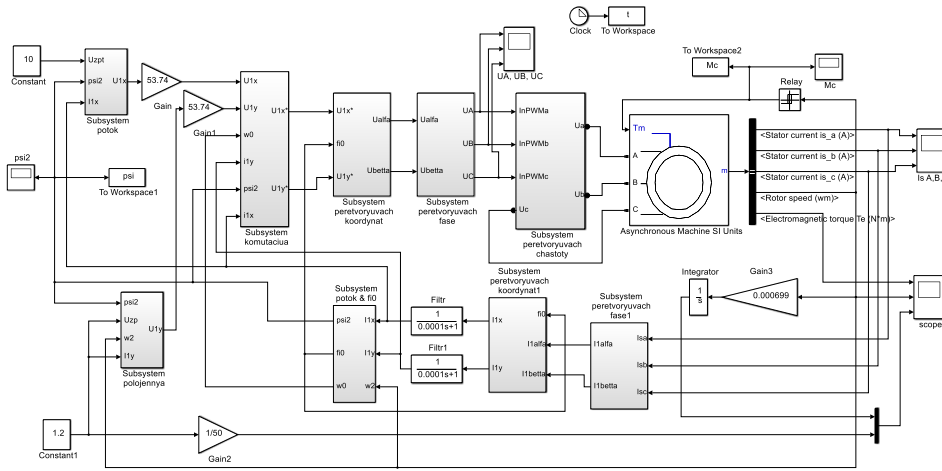 Clock
t
To Workspace
10
Constant
Uzpt
psi2
I1x
U1x
Subsystem
potok
53.74
Gain
53.74
Gain1
U1x
U1y
w0
i1y
psi2
i1x
U1x*
U1y*
Subsystem
komutaciua
U1x*
fi0
U1y*
Ualfa
Ubetta
Subsystem
peretvoryuvach
koordynat
Ualfa
Ubetta
UA
UB
UC
Subsystem
peretvoryuvach
fase
UA, UB, UC
InPWMa
InPWMb
InPWMc
Uc
Ua
Ub
Subsystem
peretvoryuvach
chastoty
To Workspace2
Mc
Mc
Relay
Tm
A
B
C
m
Asynchronous Machine SI Units
<Stator current is_a (A)>
<Stator current is_b (A)>
<Stator current is_c (A)>
<Rotor speed (wm)>
<Electromagnetic torque Te (N*m)>
Is A,B,
psi2
psi
To Workspace1
psi2
Uzp
w2
I1y
U1y
Subsystem
polojennya
Subsystem
potok & fi0
psi2
fi0
w0
I1x
I1y
w2
Filtr
1
0.0001s+1
Filtr1
1
0.0001s+1
Subsystem
peretvoryuvach
koordynat1
I1x
I1y
fi0
I1alfa
I1betta
Subsystem
peretvoryuvach
fase1
I1alfa
I1betta
Isa
Isb
Isc
Integrator
1
s
Gain3
0.000699
scope
1.2
Constant1
1/50
Gain2